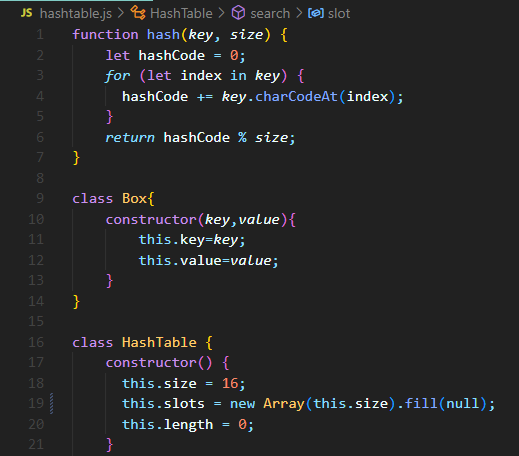 JS hashtable.js > HashTable > search > slot
1 function hash(key, size) {
2 let hashCode = 0;
3 for (let index in key) {
4 hashCode += key.charCodeAt(index);
5 }
6 return hashCode % size;
7 }
8
9 class Box{
10 constructor(key,value){
11 this.key=key;
12 this.value=value;
13 }
14 }
15
16 class HashTable {
17 constructor() {
18 this.size = 16;
19 this.slots = new Array(this.size).fill(null);
20 this.length = 0;
21 }